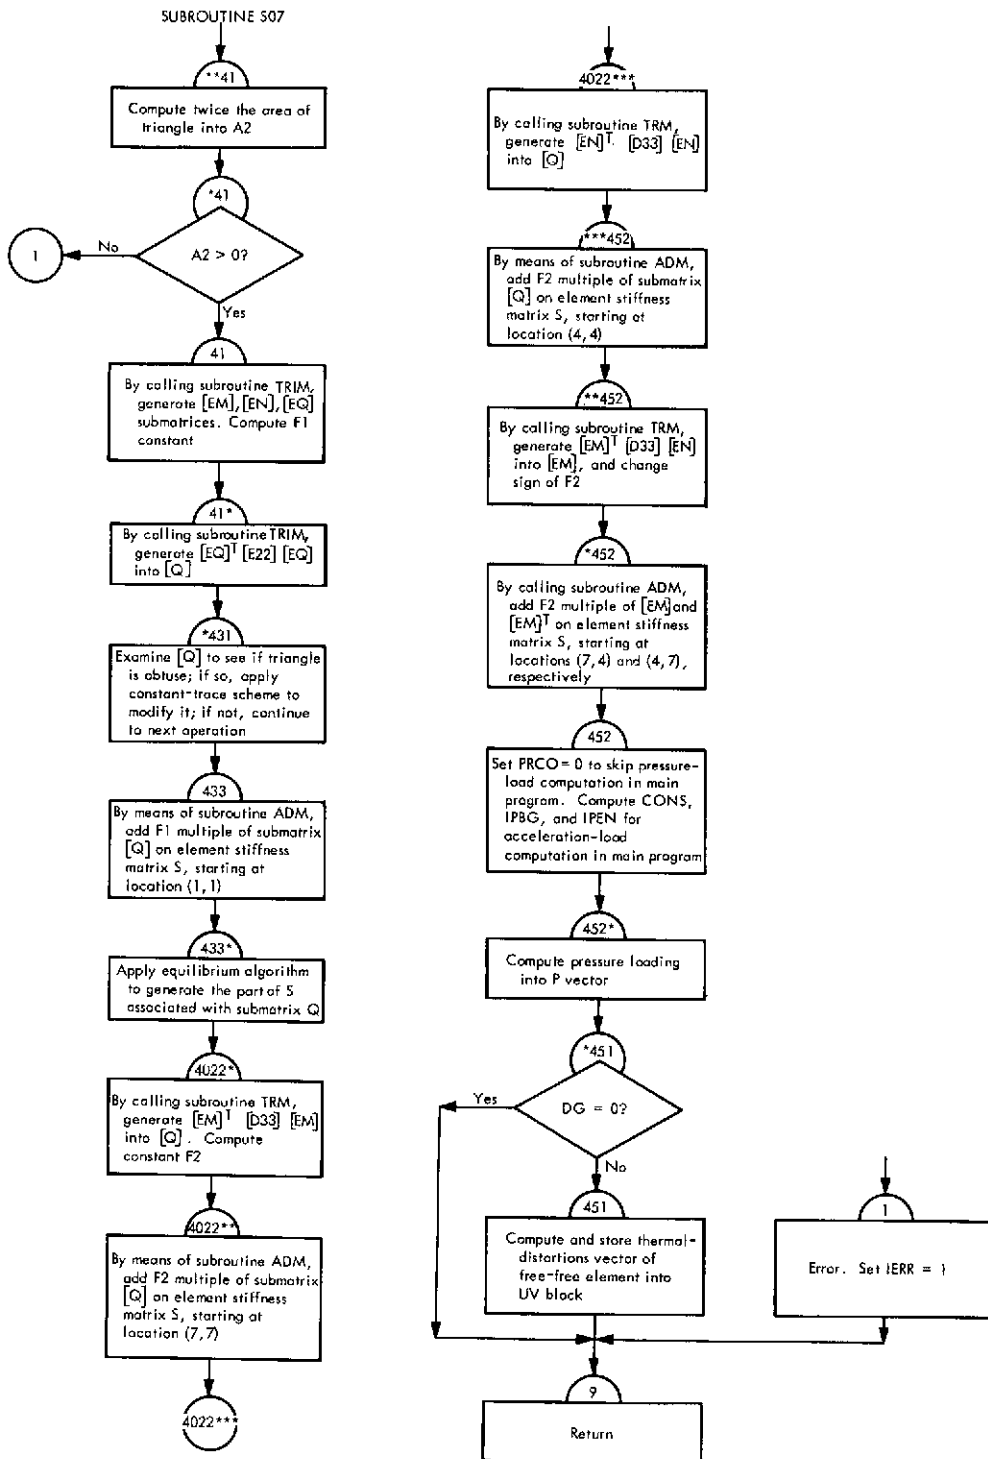 SUBROUTINE S07
**41
Compute twice the area of
triangle into A2
*41
A2 > 0?
No
1
Yes
41
By calling subroutine TRIM,
generate [EM],[EN],[EQ]
submatrices. Compute F1
constant
41*
By calling subroutine TRIM,
generate [EQ]ᵀ [E22] [EQ]
into [Q]
*431
Examine [Q] to see if triangle
is obtuse; if so, apply
constant-trace scheme to
modify it; if not, continue
to next operation
433
By means of subroutine ADM,
add F1 multiple of submatrix
[Q] on element stiffness
matrix S, starting at
location (1,1)
433*
Apply equilibrium algorithm
to generate the part of S
associated with submatrix Q
4022*
By calling subroutine TRM,
generate [EM]ᵀ [D33] [EM]
into [Q]. Compute
constant F2
4022**
By means of subroutine ADM,
add F2 multiple of submatrix
[Q] on element stiffness
matrix S, starting at
location (7,7)
4022***
4022***
By calling subroutine TRM,
generate [EN]ᵀ [D33] [EN]
into [Q]
***452
By means of subroutine ADM,
add F2 multiple of submatrix
[Q] on element stiffness
matrix S, starting at
location (4,4)
**452
By calling subroutine TRM,
generate [EM]ᵀ [D33] [EN]
into [EM], and change
sign of F2
*452
By calling subroutine ADM,
add F2 multiple of [EM] and
[EM]ᵀ on element stiffness
matrix S, starting at
locations (7,4) and (4,7),
respectively
452
Set PRCO = 0 to skip pressure-
load computation in main
program. Compute CONS,
IPBG, and IPEN for
acceleration-load
computation in main program
452*
Compute pressure loading
into P vector
*451
DG = 0?
Yes
No
451
Compute and store thermal-
distortions vector of
free-free element into
UV block
1
Error. Set IERR = 1
9
Return